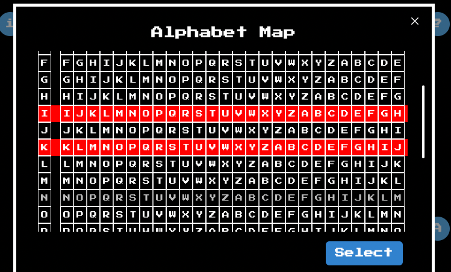 Alphabet Map
F F G H I J K L M N O P Q R S T U V W X Y Z A B C D E
G G H I J K L M N O P Q R S T U V W X Y Z A B C D E F
H H I J K L M N O P Q R S T U V W X Y Z A B C D E F G
I I J K L M N O P Q R S T U V W X Y Z A B C D E F G H
J J K L M N O P Q R S T U V W X Y Z A B C D E F G H I
K K L M N O P Q R S T U V W X Y Z A B C D E F G H I J
L L M N O P Q R S T U V W X Y Z A B C D E F G H I J K
M M N O P Q R S T U V W X Y Z A B C D E F G H I J K L
N N O P Q R S T U V W X Y Z A B C D E F G H I J K L M
O O P Q R S T U V W X Y Z A B C D E F G H I J K L M N
Select